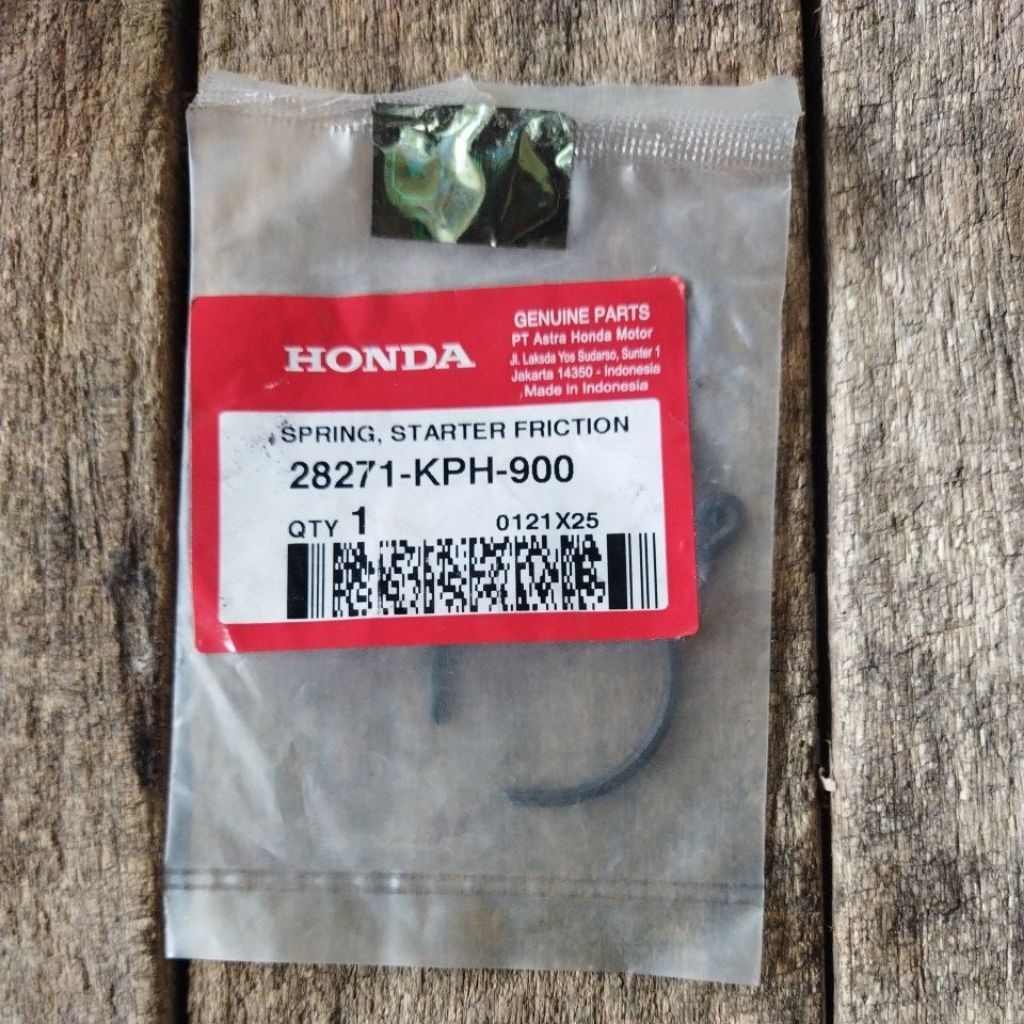 HONDA
GENUINE PARTS
PT Astra Honda Motor
Jl. Laksda Yos Sudarso, Sunter 1
Jakarta 14350 - Indonesia
Made in Indonesia
SPRING, STARTER FRICTION
28271-KPH-900
QTY 1 0121X25